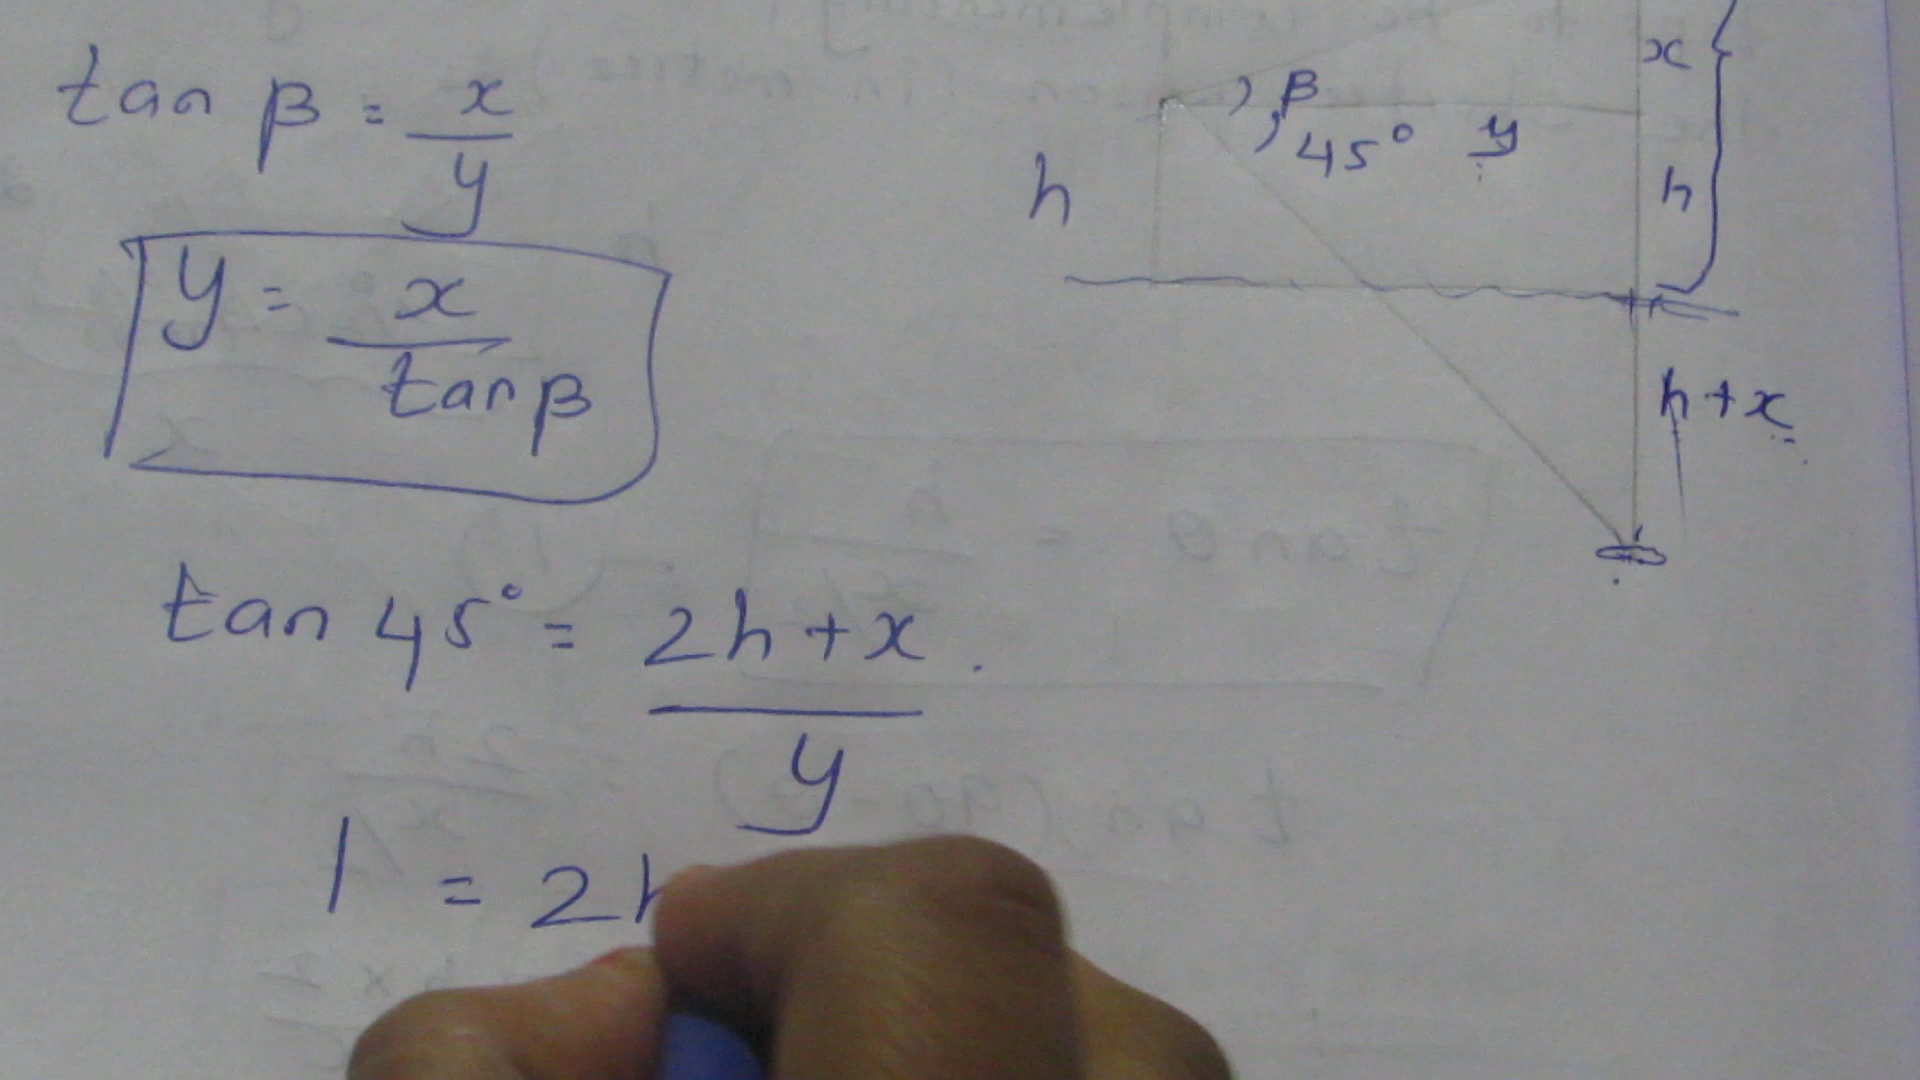 tan β = x
y
y = x
tan β
tan 45° = 2h + x .
y
1 = 2h
x
β
45° y
h
h
h + x